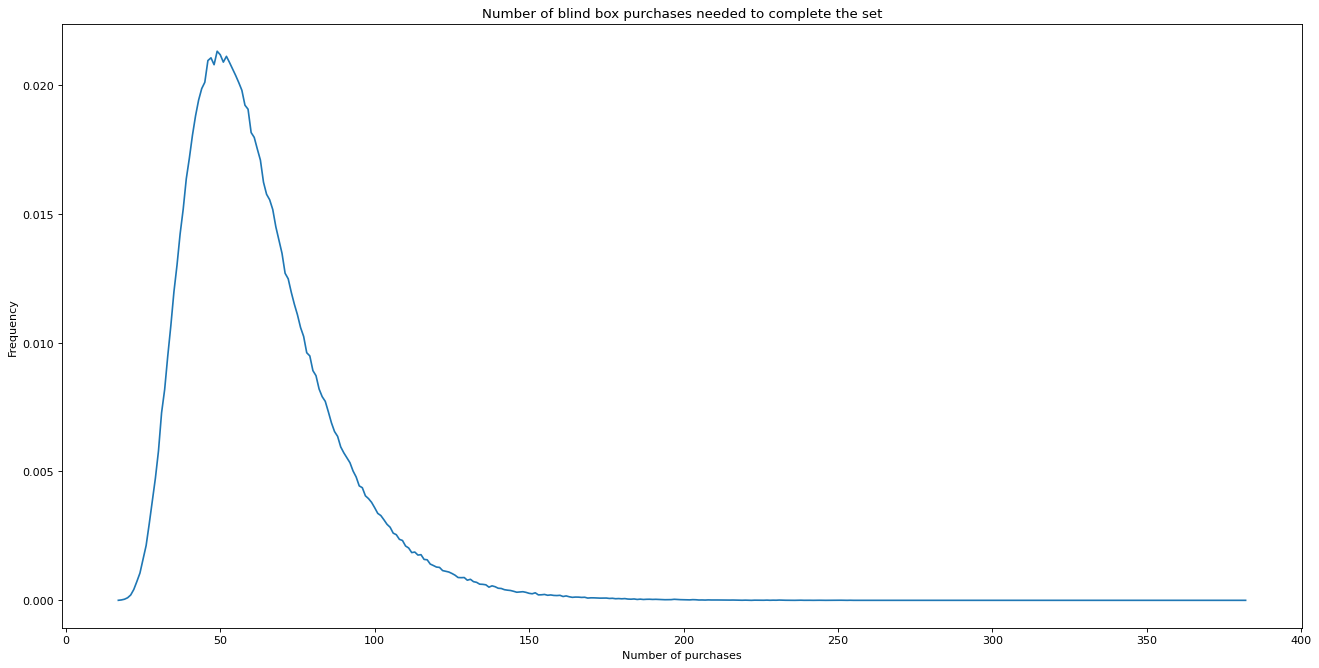 Number of blind box purchases needed to complete the set
Frequency
0.020
0.015
0.010
0.005
0.000
0 50 100 150 200 250 300 350 400
Number of purchases